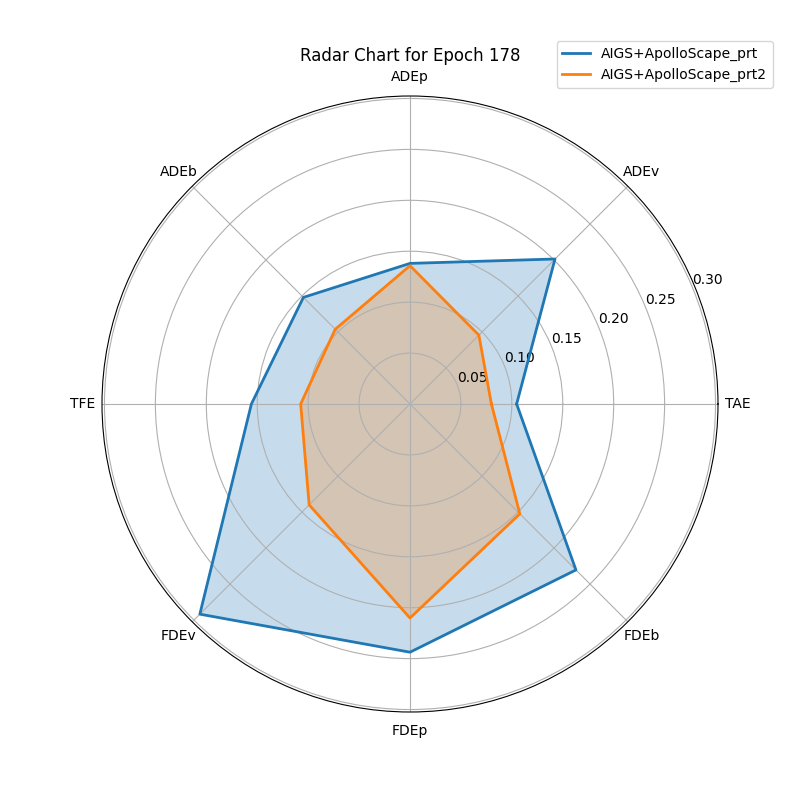 AIGS+ApolloScape_prt
AIGS+ApolloScape_prt2
Radar Chart for Epoch 178
ADEp
ADEb
ADEv
0.30
0.25
0.20
0.15
0.10
0.05
TFE
TAE
FDEv
FDEb
FDEp